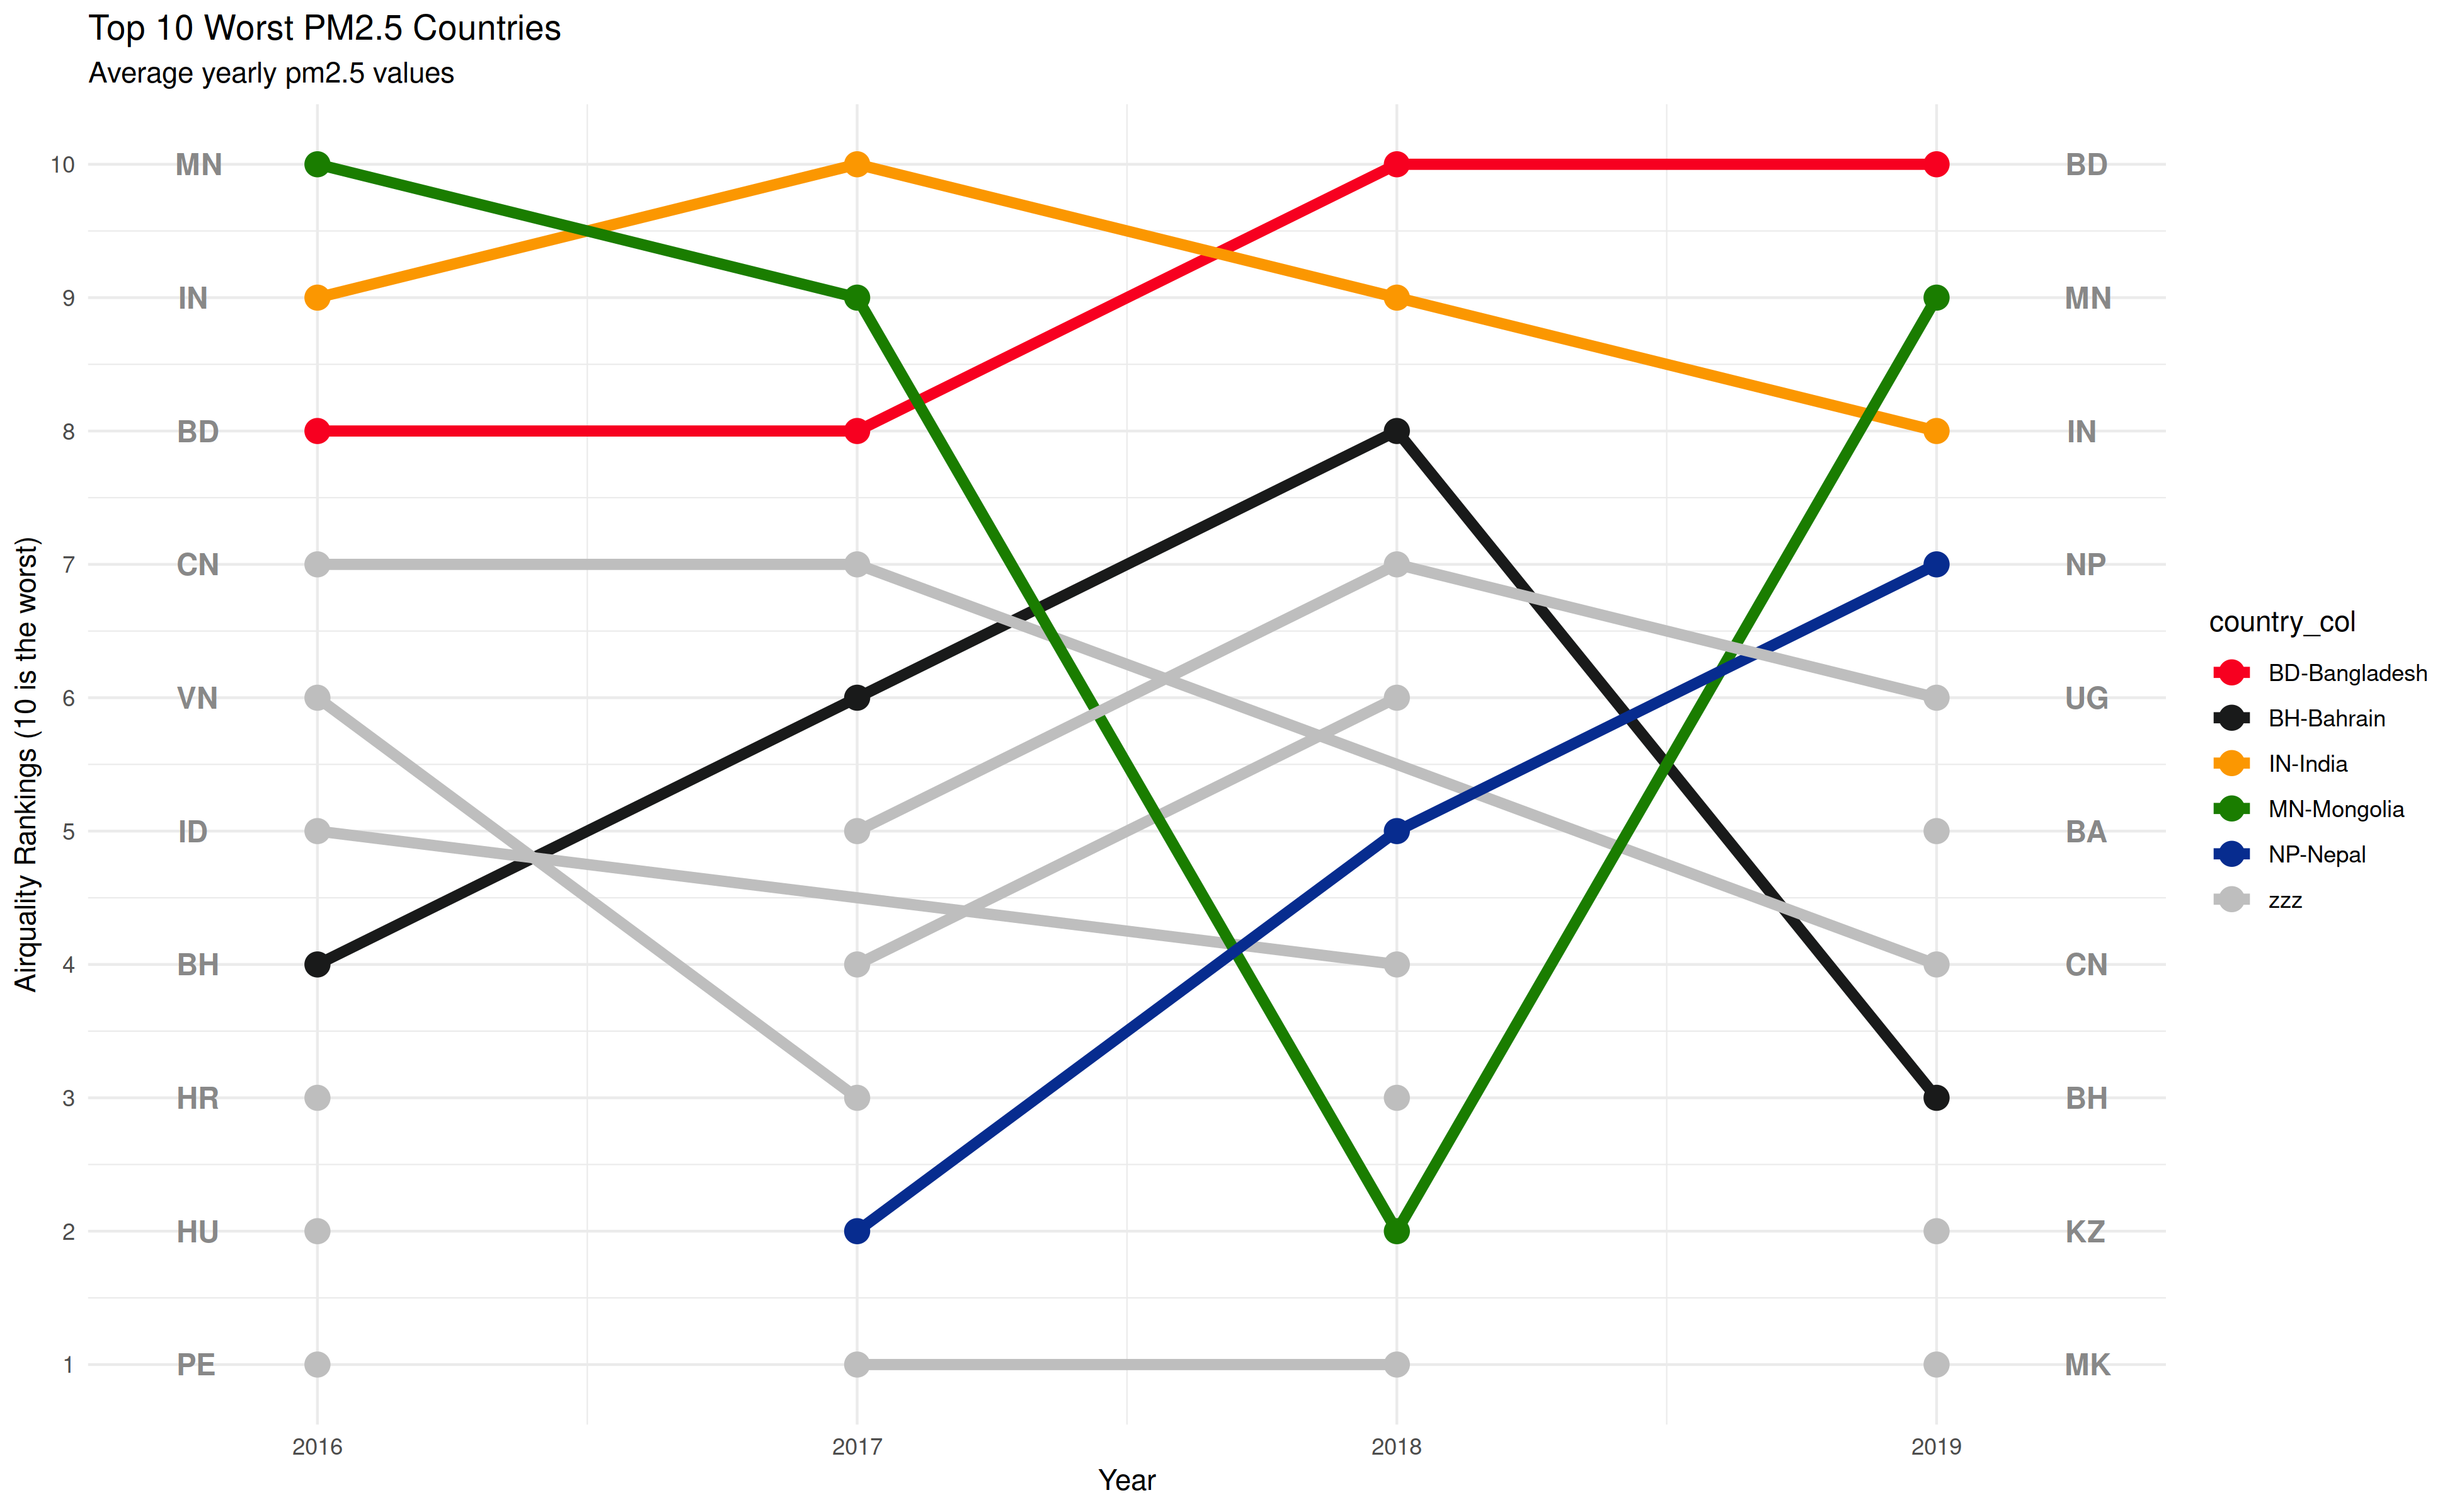 Top 10 Worst PM2.5 Countries
Average yearly pm2.5 values
Airquality Rankings (10 is the worst)
10 MN BD
9 IN MN
8 BD IN
7 CN NP
6 VN UG
5 ID BA
4 BH CN
3 HR BH
2 HU KZ
1 PE MK
2016 2017 2018 2019
Year
country_col
BD-Bangladesh
BH-Bahrain
IN-India
MN-Mongolia
NP-Nepal
zzz